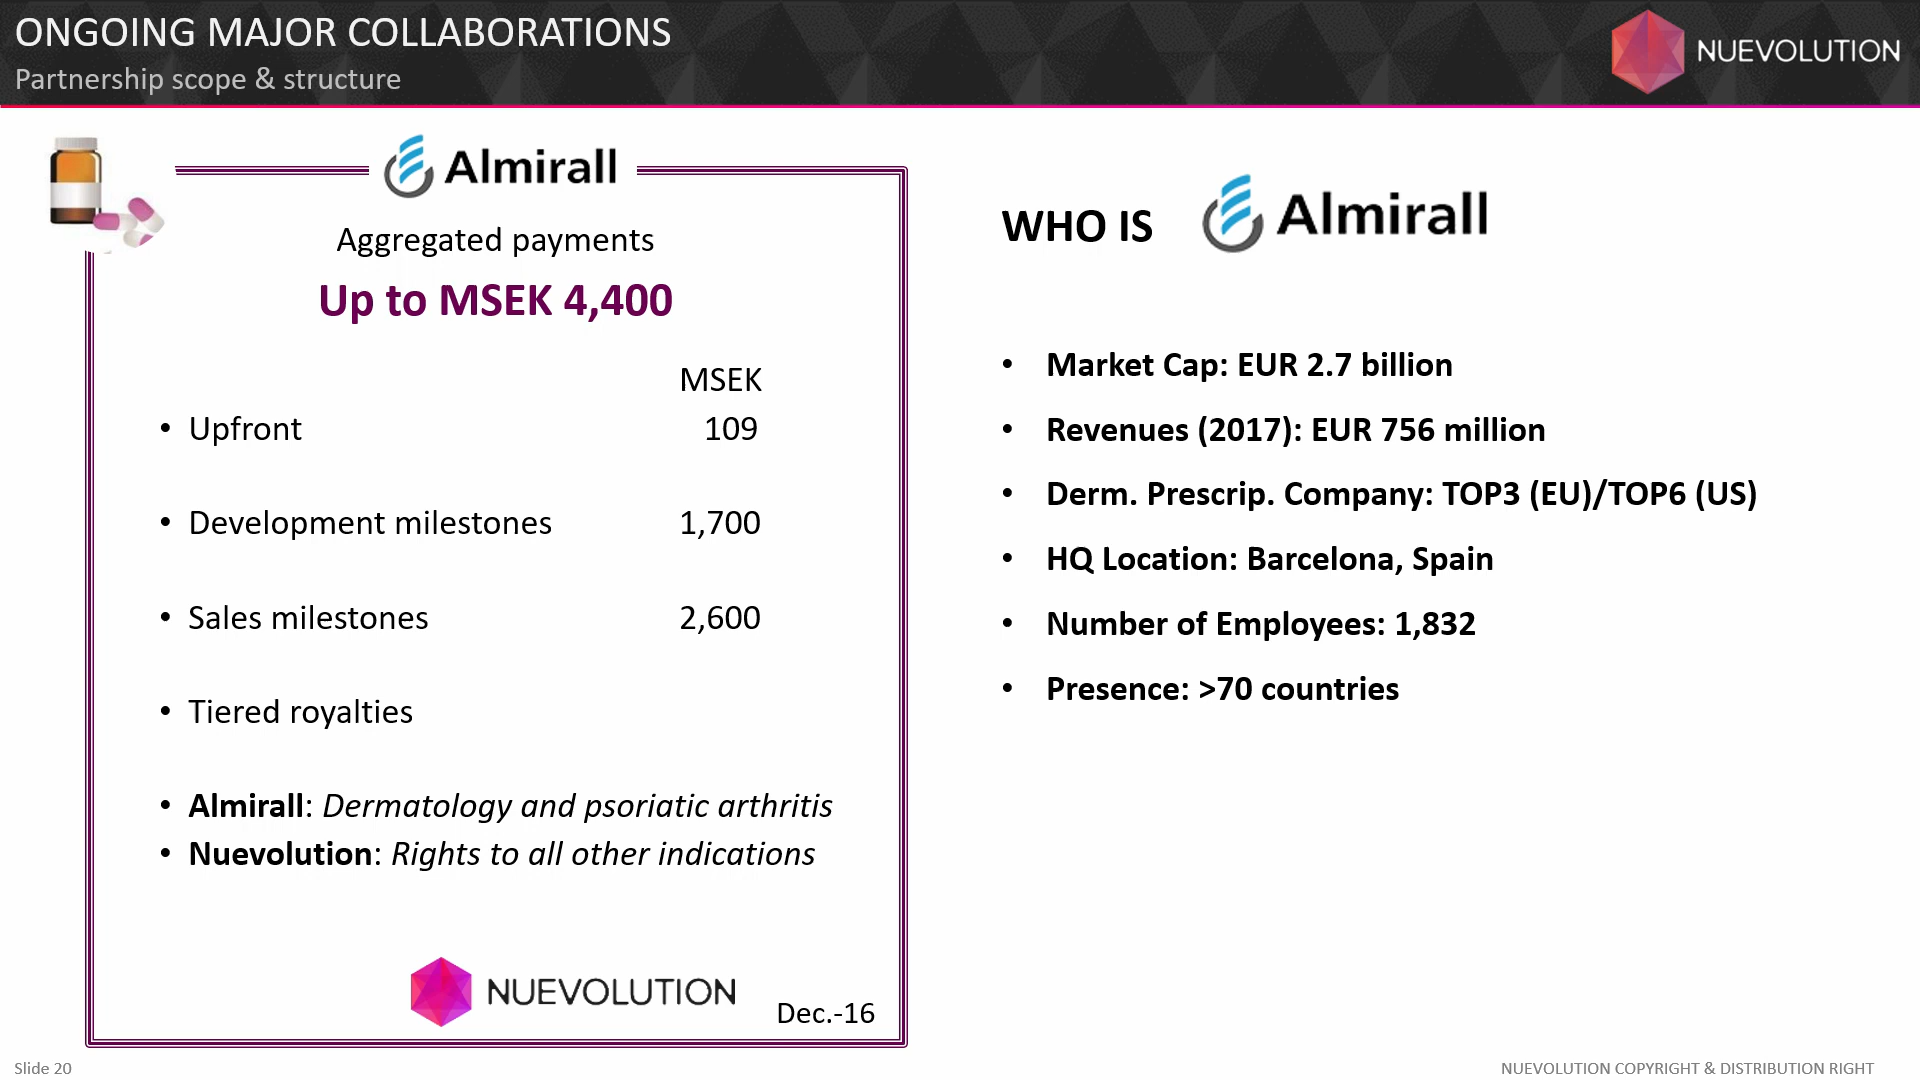 ONGOING MAJOR COLLABORATIONS
Partnership scope & structure
NUEVOLUTION
Almirall
Aggregated payments
Up to MSEK 4,400
MSEK
• Upfront 109
• Development milestones 1,700
• Sales milestones 2,600
• Tiered royalties
• Almirall: Dermatology and psoriatic arthritis
• Nuevolution: Rights to all other indications
NUEVOLUTION
Dec.-16
WHO IS Almirall
• Market Cap: EUR 2.7 billion
• Revenues (2017): EUR 756 million
• Derm. Prescrip. Company: TOP3 (EU)/TOP6 (US)
• HQ Location: Barcelona, Spain
• Number of Employees: 1,832
• Presence: >70 countries
Slide 20
NUEVOLUTION COPYRIGHT & DISTRIBUTION RIGHT